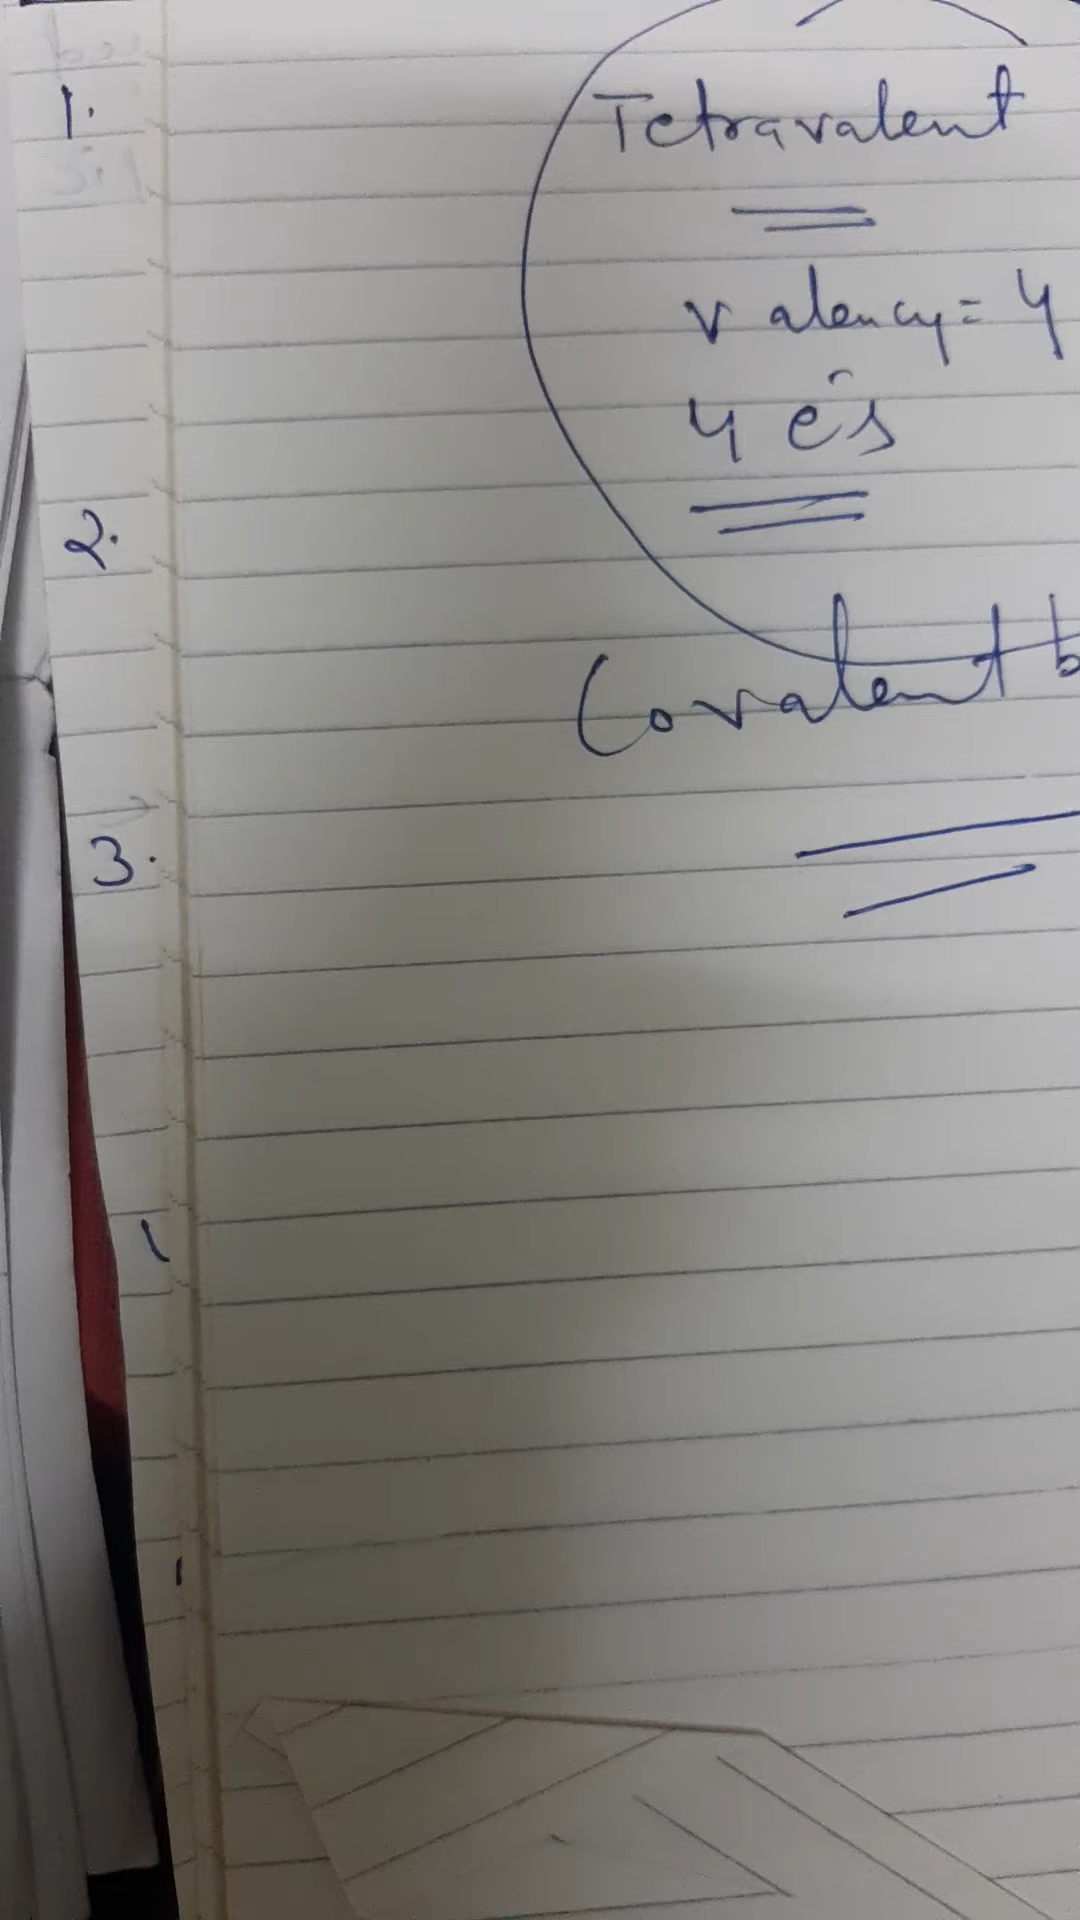 1.
Tetravalent
valency = 4
4 e⁻s
2.
Covalent b
3.